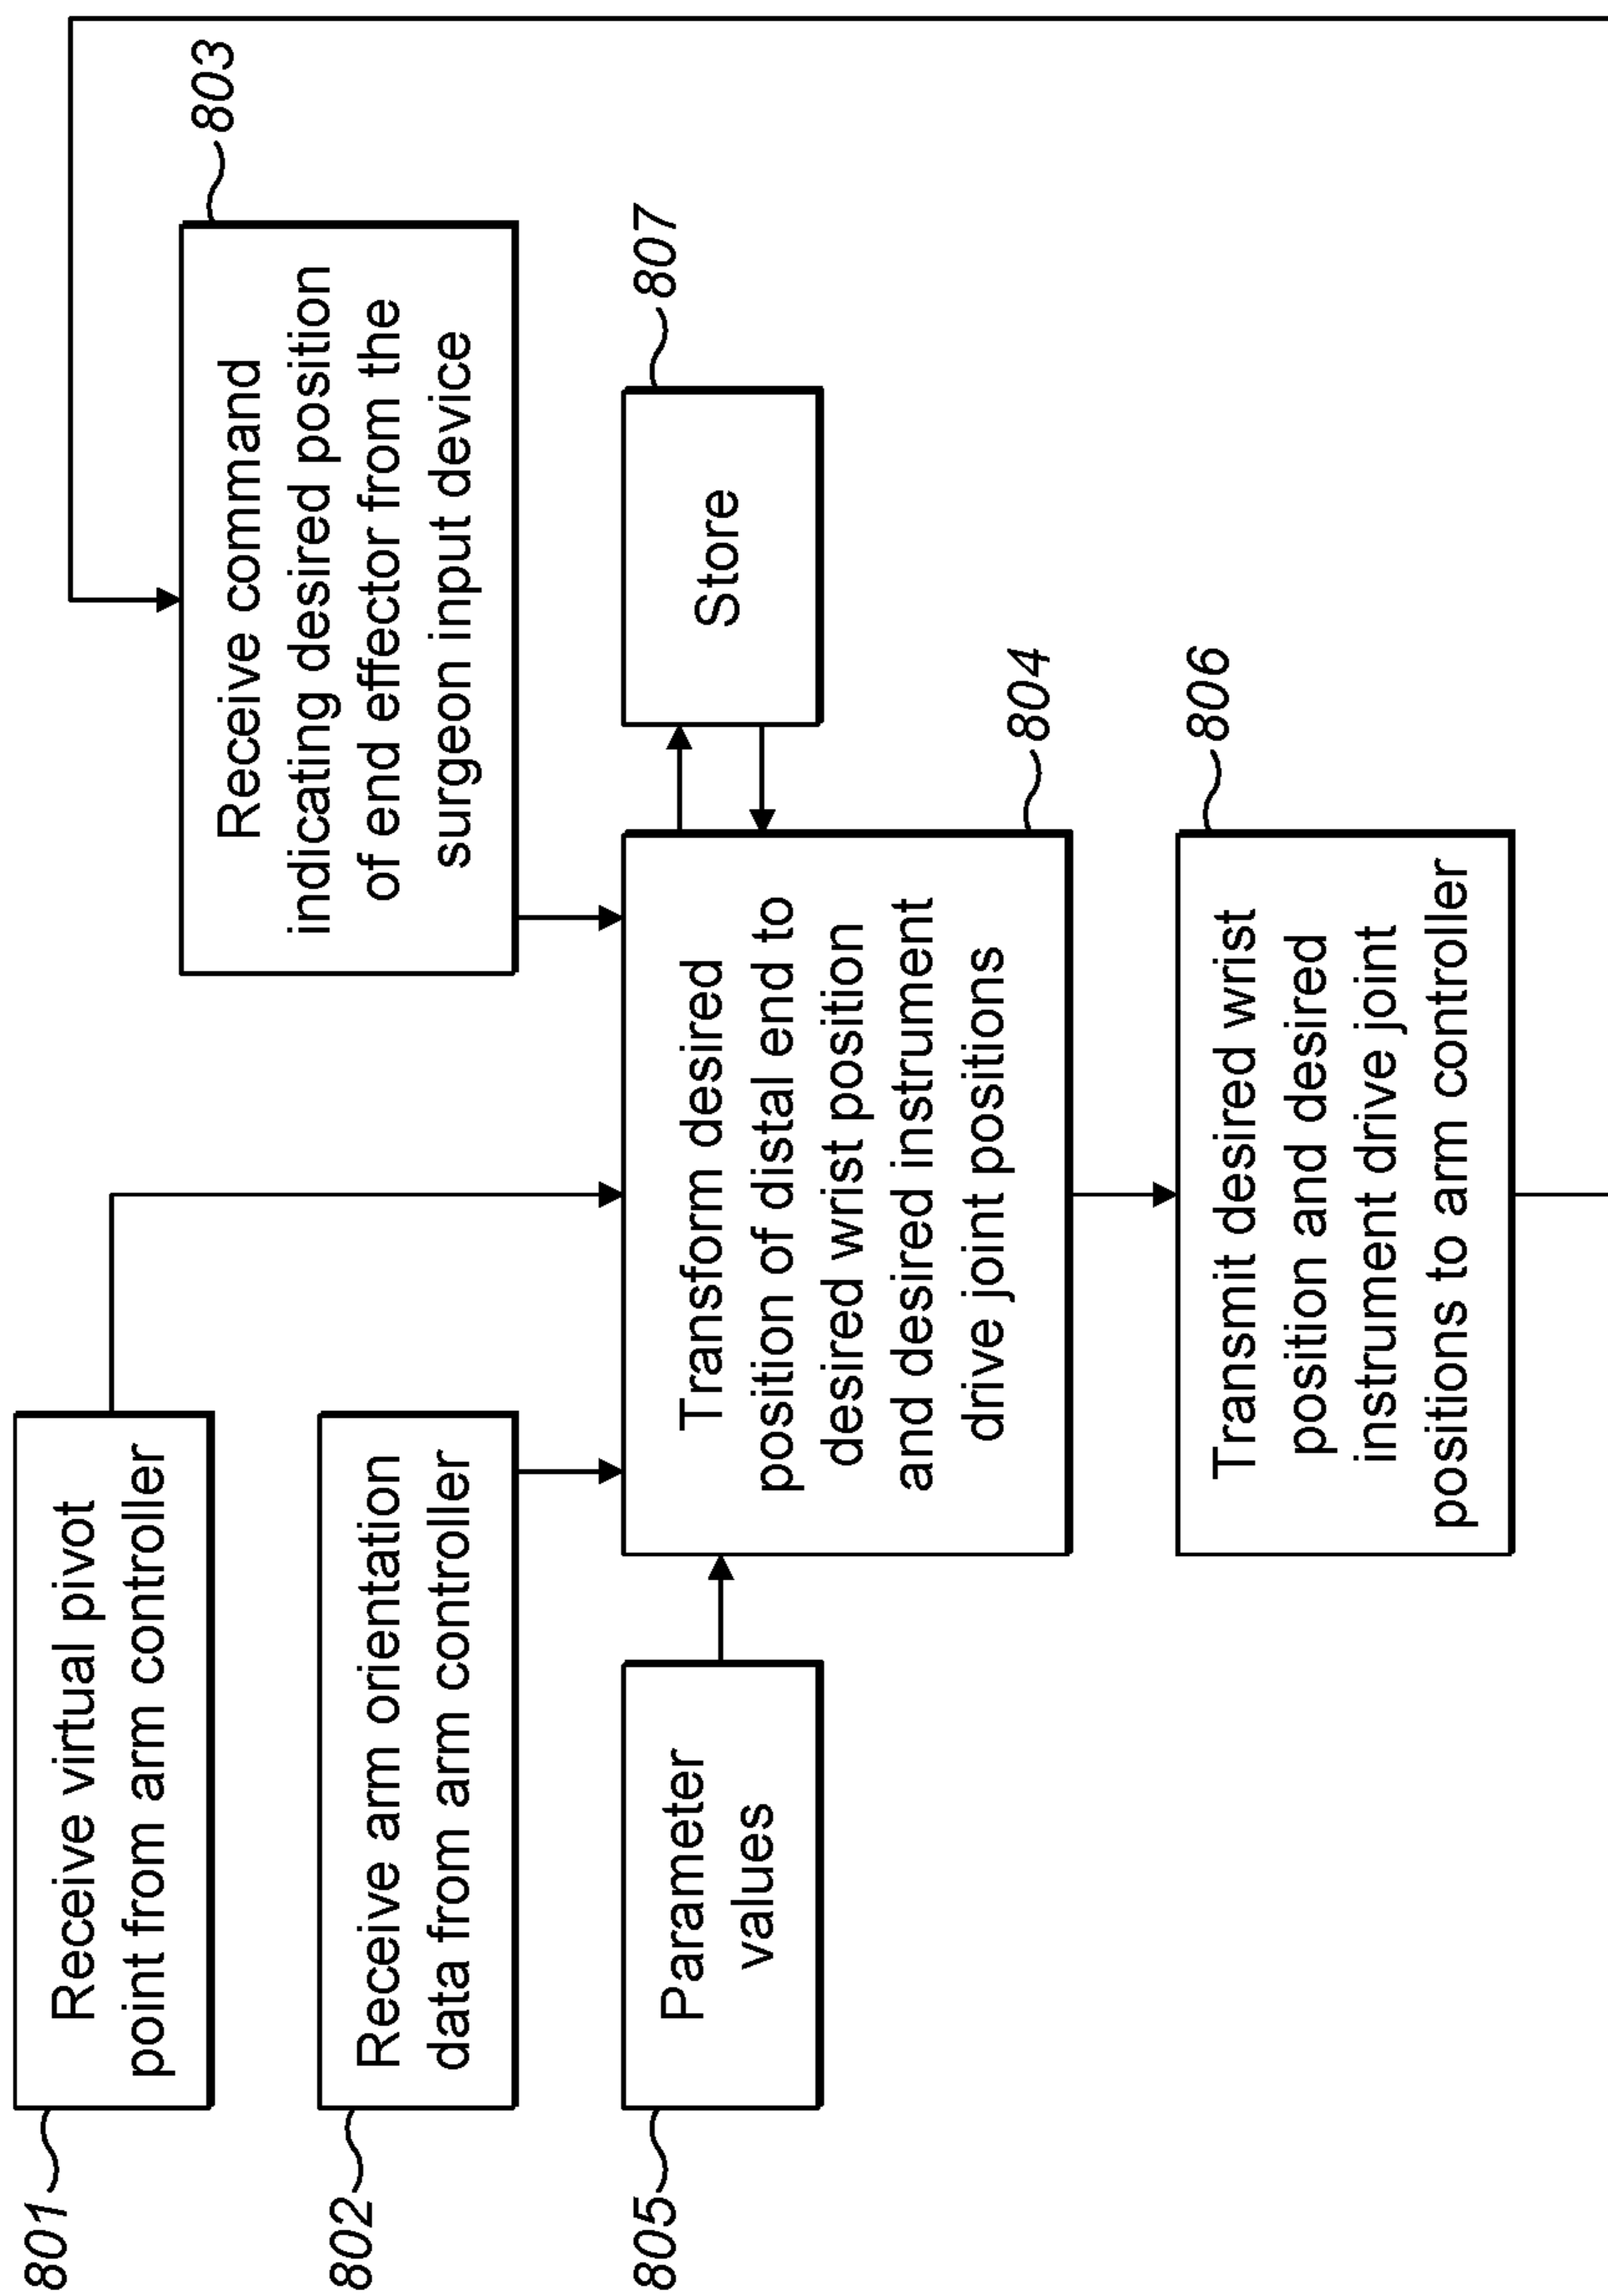 801
Receive virtual pivot
point from arm controller
803
Receive command
indicating desired position
of end effector from the
surgeon input device
802
Receive arm orientation
data from arm controller
805
Parameter
values
Transform desired
position of distal end to
desired wrist position
and desired instrument
drive joint positions
804
Store
807
Transmit desired wrist
position and desired
instrument drive joint
positions to arm controller
806